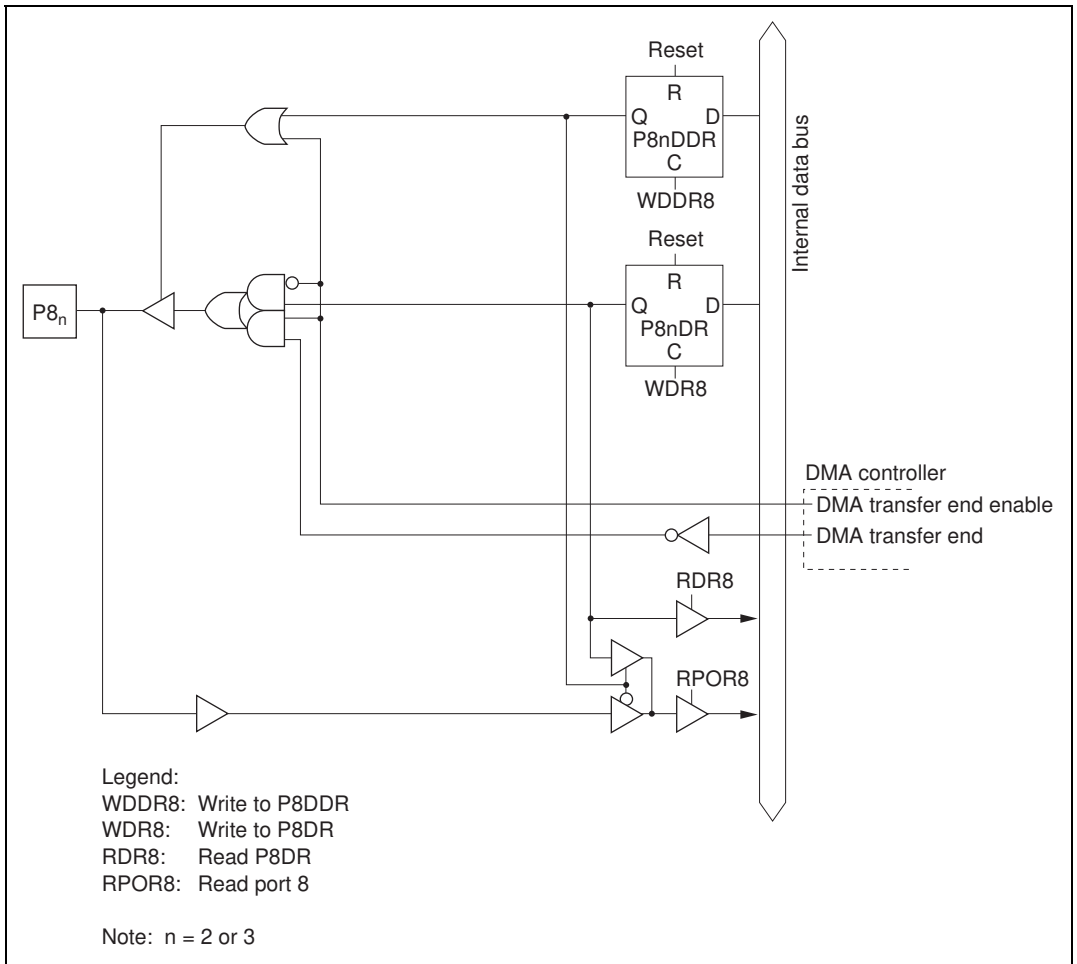 Reset
R
Q D
P8nDDR
C
WDDR8
Internal data bus
Reset
R
Q D
P8nDR
C
WDR8
P8n
DMA controller
DMA transfer end enable
DMA transfer end
RDR8
RPOR8
Legend:
WDDR8: Write to P8DDR
WDR8: Write to P8DR
RDR8: Read P8DR
RPOR8: Read port 8
Note: n = 2 or 3